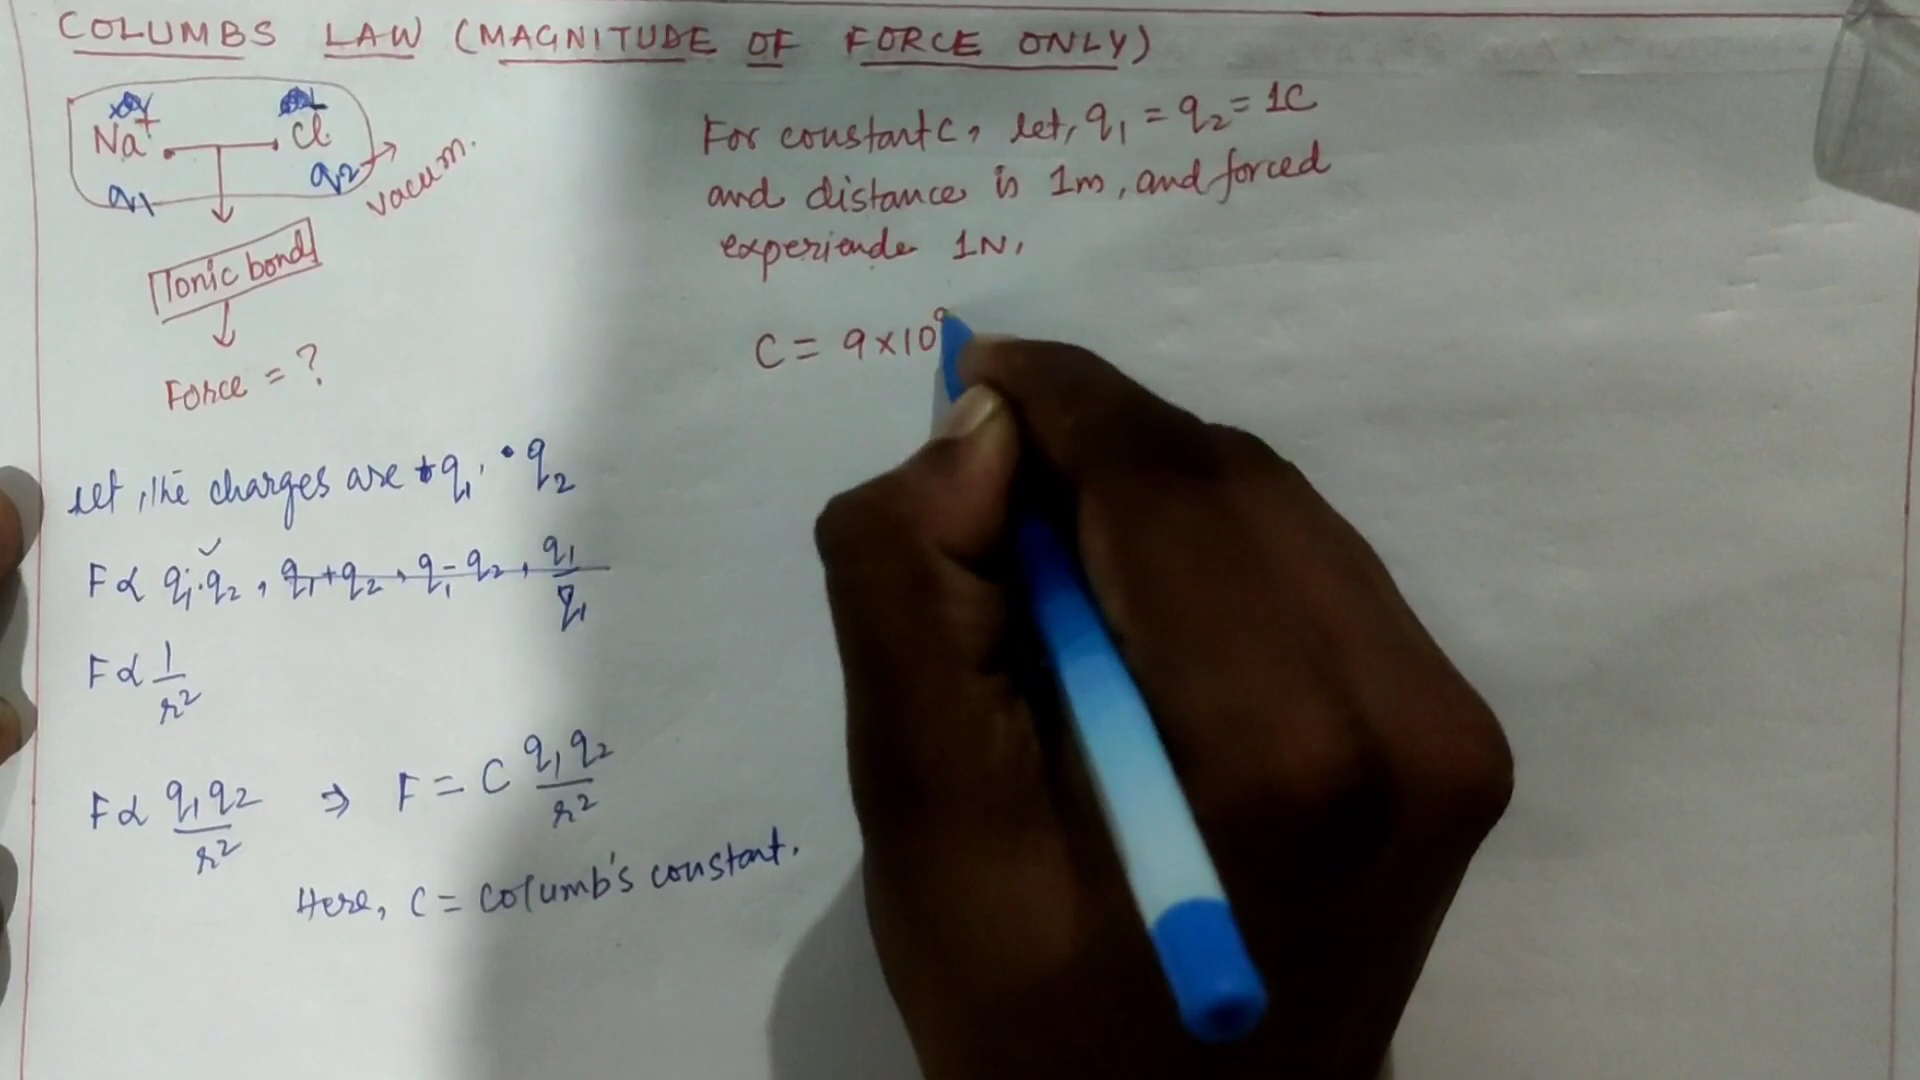 COLUMBS LAW (MAGNITUDE OF FORCE ONLY)
Na⁺ Cl
q₁ q₂
vacum.
Ionic bond
Force = ?
Let, the charges are q₁, q₂
F ∝ q₁.q₂, q₁+q₂, q₁-q₂, q₁/q₁
F ∝ 1/r²
F ∝ q₁q₂/r² ⇒ F = C q₁q₂/r²
Here, C = Columb's constant.
For constant C, let, q₁ = q₂ = 1C
and distance is 1m, and forced
experiende 1N,
C = 9×10⁹